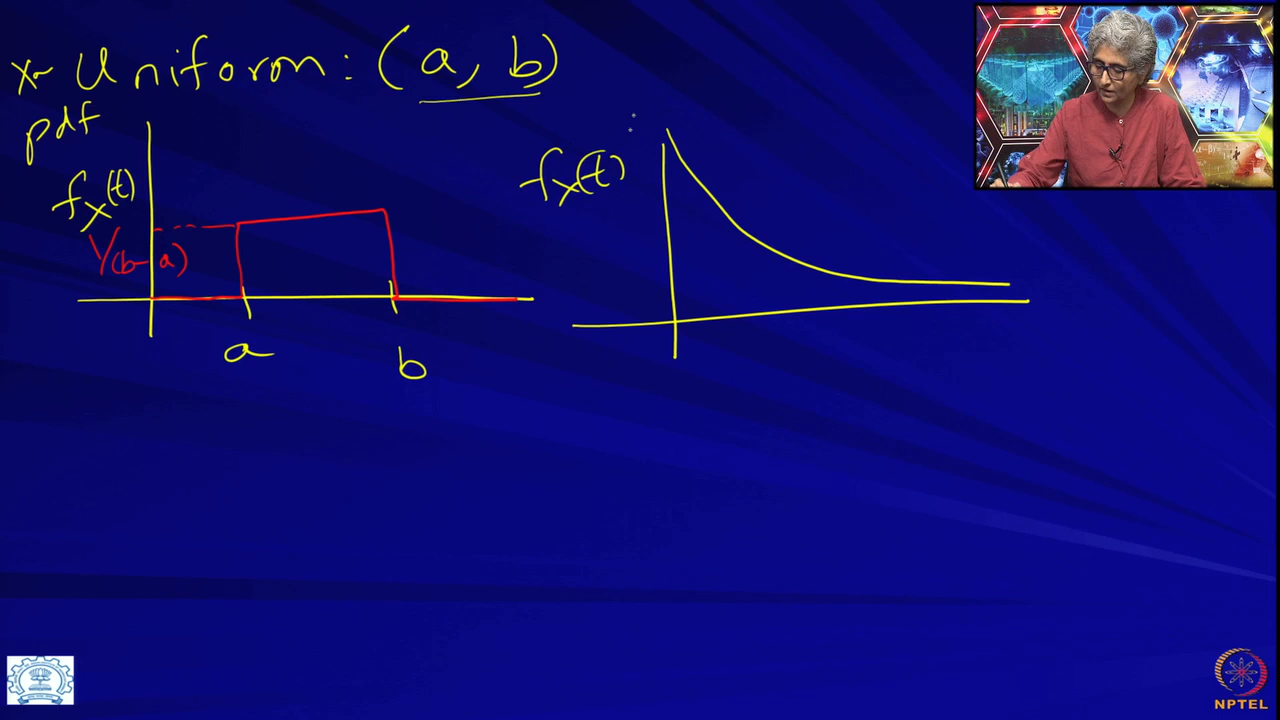 X~ Uniform: (a, b)
pdf
fX(t)
1/(b-a)
a
b
fX(t)
NPTEL